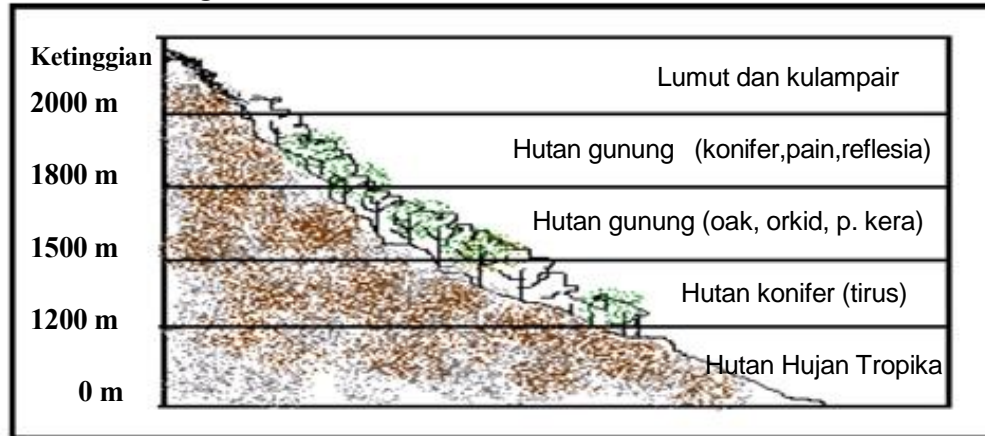 Ketinggian
Lumut dan kulampair
2000 m
Hutan gunung (konifer,pain,reflesia)
1800 m
Hutan gunung (oak, orkid, p. kera)
1500 m
Hutan konifer (tirus)
1200 m
Hutan Hujan Tropika
0 m